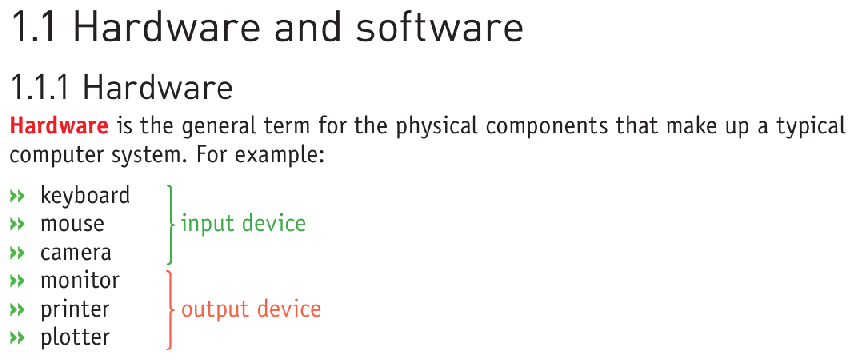 1.1 Hardware and software
1.1.1 Hardware
Hardware is the general term for the physical components that make up a typical
computer system. For example:
» keyboard
» mouse
input device
» camera
» monitor
» printer
output device
» plotter